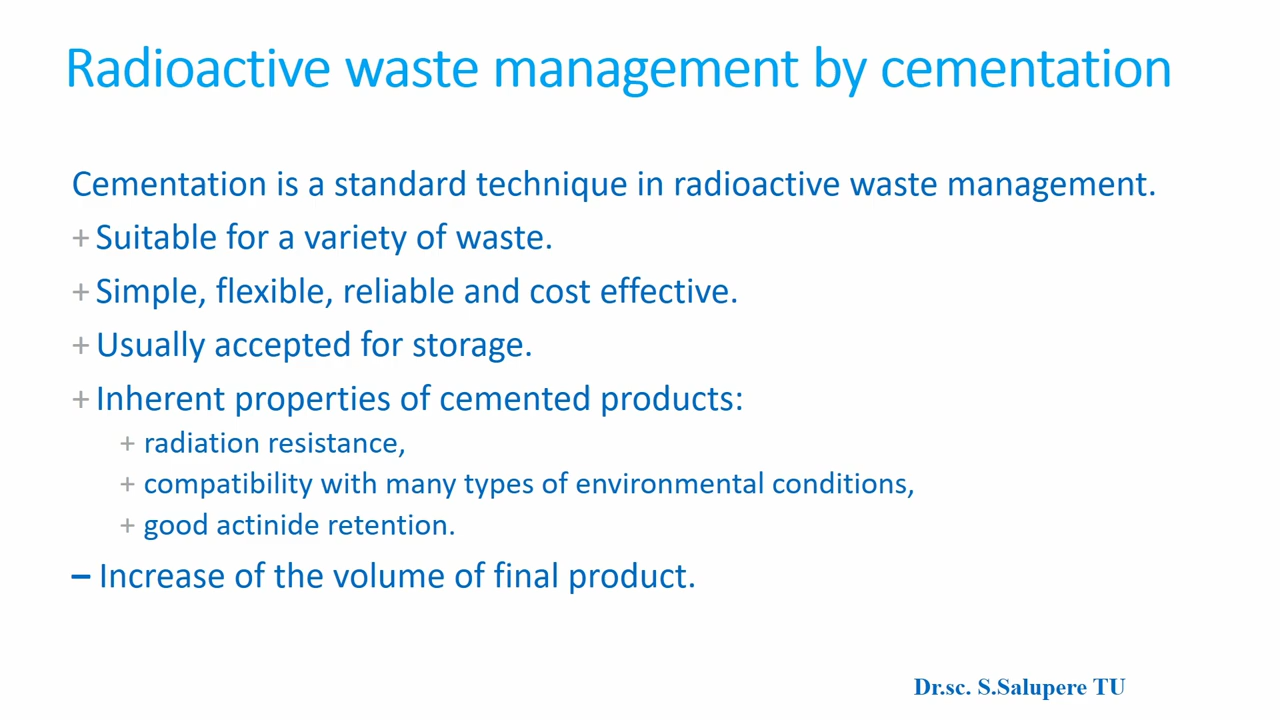 Radioactive waste management by cementation
Cementation is a standard technique in radioactive waste management.
+ Suitable for a variety of waste.
+ Simple, flexible, reliable and cost effective.
+ Usually accepted for storage.
+ Inherent properties of cemented products:
+ radiation resistance,
+ compatibility with many types of environmental conditions,
+ good actinide retention.
– Increase of the volume of final product.
Dr.sc. S.Salupere TU